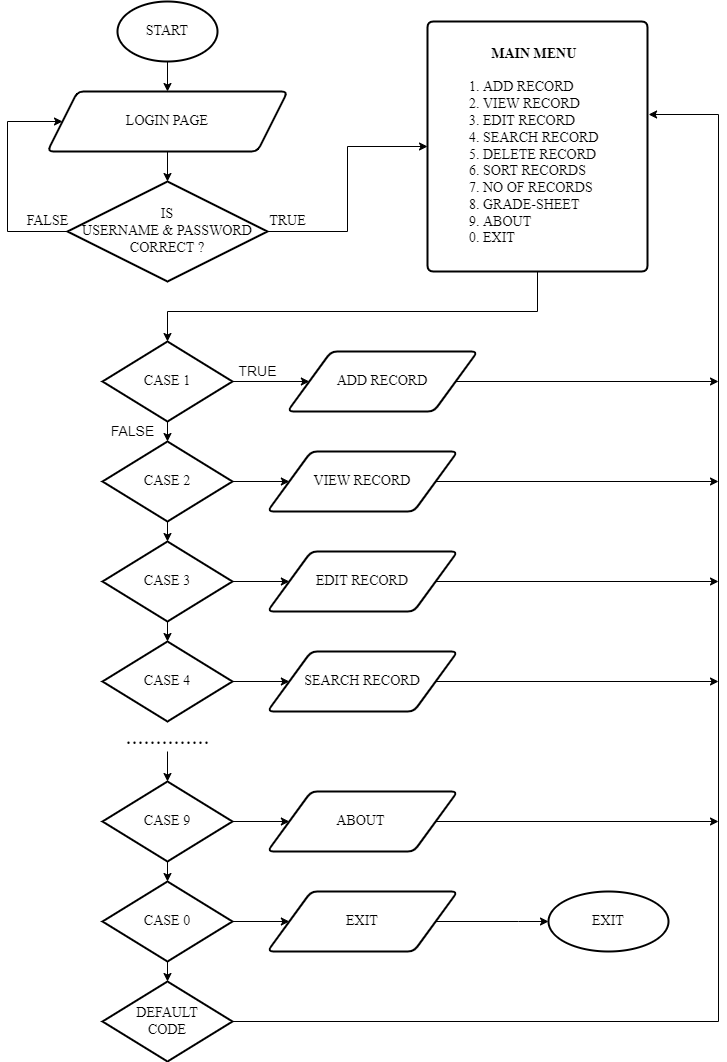 START
LOGIN PAGE
IS
USERNAME & PASSWORD
CORRECT ?
FALSE
TRUE
MAIN MENU
1. ADD RECORD
2. VIEW RECORD
3. EDIT RECORD
4. SEARCH RECORD
5. DELETE RECORD
6. SORT RECORDS
7. NO OF RECORDS
8. GRADE-SHEET
9. ABOUT
0. EXIT
CASE 1
TRUE
ADD RECORD
FALSE
CASE 2
VIEW RECORD
CASE 3
EDIT RECORD
CASE 4
SEARCH RECORD
..............
CASE 9
ABOUT
CASE 0
EXIT
EXIT
DEFAULT
CODE